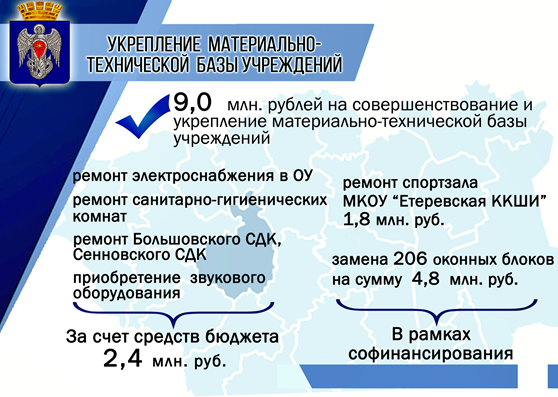 УКРЕПЛЕНИЕ МАТЕРИАЛЬНО-
ТЕХНИЧЕСКОЙ БАЗЫ УЧРЕЖДЕНИЙ
9,0 млн. рублей на совершенствование и
укрепление материально-технической базы
учреждений
ремонт электроснабжения в ОУ
ремонт санитарно-гигиенических
комнат
ремонт Большовского СДК,
Сенновского СДК
приобретение звукового
оборудования
За счет средств бюджета
2,4 млн. руб.
ремонт спортзала
МКОУ “Етеревская ККШИ”
1,8 млн. руб.
замена 206 оконных блоков
на сумму 4,8 млн. руб.
В рамках
софинансирования